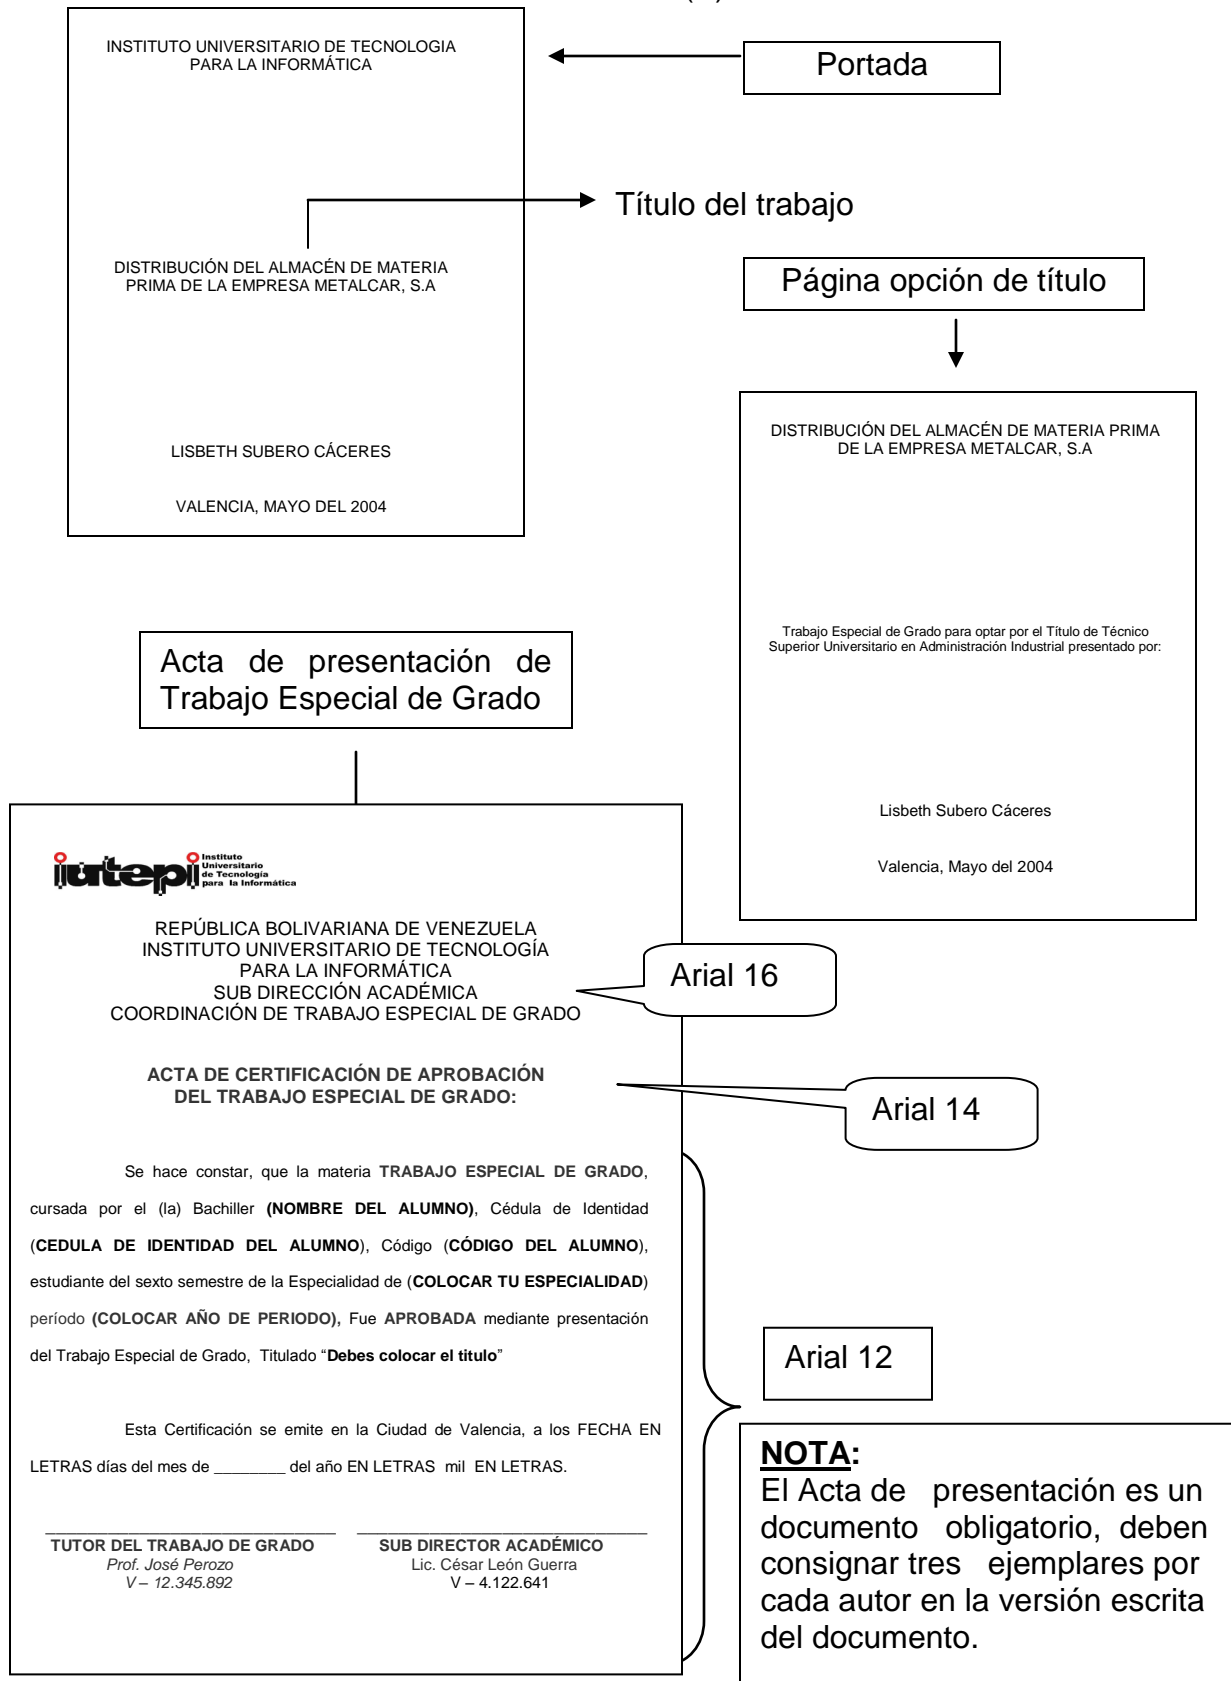 INSTITUTO UNIVERSITARIO DE TECNOLOGIA
PARA LA INFORMÁTICA
Portada
Título del trabajo
DISTRIBUCIÓN DEL ALMACÉN DE MATERIA
PRIMA DE LA EMPRESA METALCAR, S.A
LISBETH SUBERO CÁCERES
VALENCIA, MAYO DEL 2004
Página opción de título
DISTRIBUCIÓN DEL ALMACÉN DE MATERIA PRIMA
DE LA EMPRESA METALCAR, S.A
Trabajo Especial de Grado para optar por el Título de Técnico
Superior Universitario en Administración Industrial presentado por:
Lisbeth Subero Cáceres
Valencia, Mayo del 2004
Acta de presentación de
Trabajo Especial de Grado
iutepi
Instituto
Universitario
de Tecnología
para la Informática
REPÚBLICA BOLIVARIANA DE VENEZUELA
INSTITUTO UNIVERSITARIO DE TECNOLOGÍA
PARA LA INFORMÁTICA
SUB DIRECCIÓN ACADÉMICA
COORDINACIÓN DE TRABAJO ESPECIAL DE GRADO
Arial 16
ACTA DE CERTIFICACIÓN DE APROBACIÓN
DEL TRABAJO ESPECIAL DE GRADO:
Arial 14
Se hace constar, que la materia TRABAJO ESPECIAL DE GRADO,
cursada por el (la) Bachiller (NOMBRE DEL ALUMNO), Cédula de Identidad
(CEDULA DE IDENTIDAD DEL ALUMNO), Código (CÓDIGO DEL ALUMNO),
estudiante del sexto semestre de la Especialidad de (COLOCAR TU ESPECIALIDAD)
período (COLOCAR AÑO DE PERIODO), Fue APROBADA mediante presentación
del Trabajo Especial de Grado, Titulado “Debes colocar el titulo”
Esta Certificación se emite en la Ciudad de Valencia, a los FECHA EN
LETRAS días del mes de ________ del año EN LETRAS mil EN LETRAS.
TUTOR DEL TRABAJO DE GRADO
Prof. José Perozo
V – 12.345.892
SUB DIRECTOR ACADÉMICO
Lic. César León Guerra
V – 4.122.641
Arial 12
NOTA:
El Acta de presentación es un
documento obligatorio, deben
consignar tres ejemplares por
cada autor en la versión escrita
del documento.